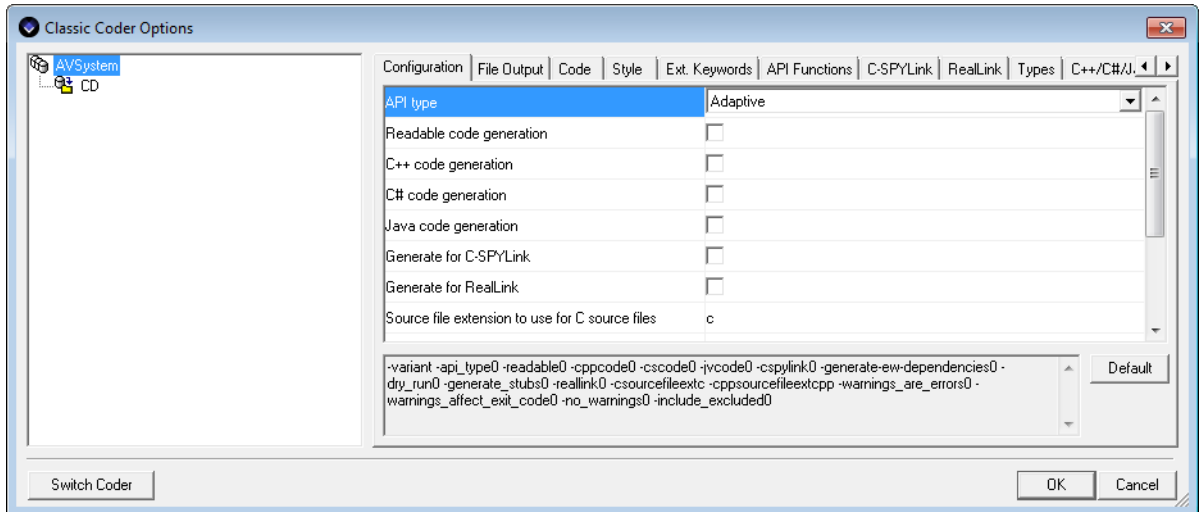 Classic Coder Options
AVSystem
CD
Configuration File Output Code Style Ext. Keywords API Functions C-SPYLink RealLink Types C++/C#/J
API type Adaptive
Readable code generation
C++ code generation
C# code generation
Java code generation
Generate for C-SPYLink
Generate for RealLink
Source file extension to use for C source files c
-variant -api_type0 -readable0 -cppcode0 -cscode0 -jvcode0 -cspylink0 -generate-ew-dependencies0 -
dry_run0 -generate_stubs0 -reallink0 -csourcefileextc -cppsourcefileextcpp -warnings_are_errors0 -
warnings_affect_exit_code0 -no_warnings0 -include_excluded0
Default
Switch Coder OK Cancel